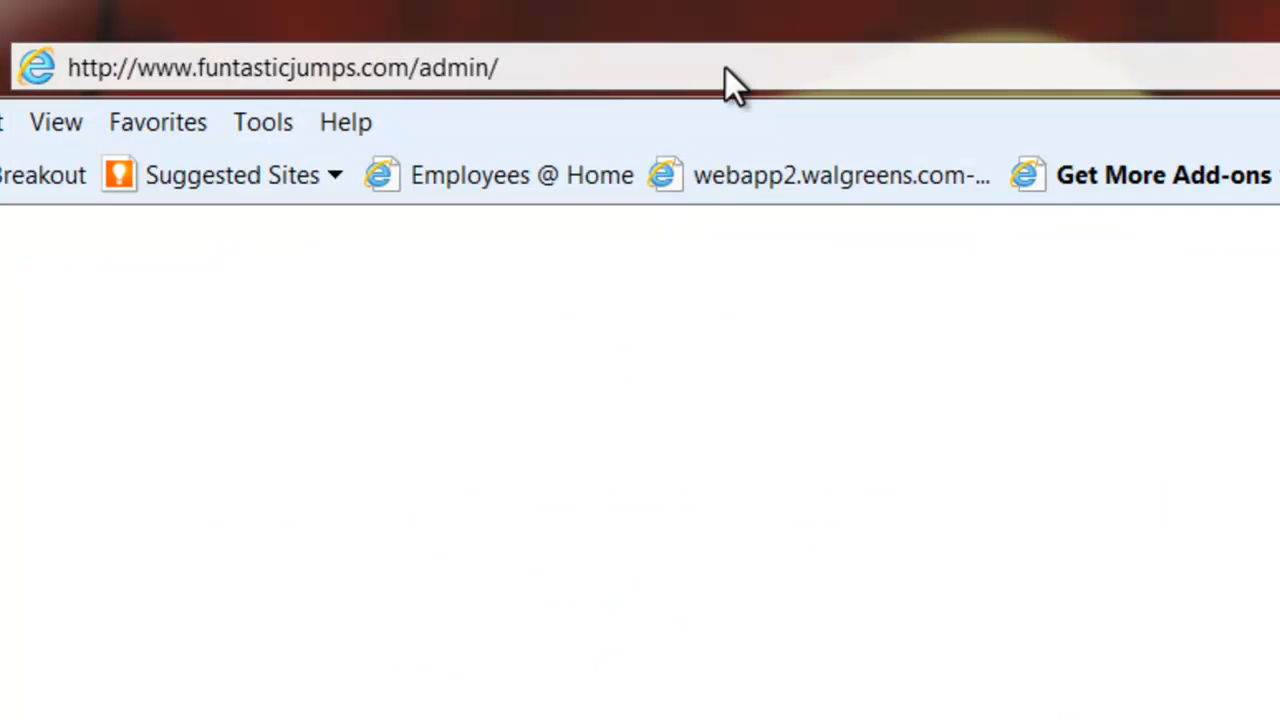 http://www.funtasticjumps.com/admin/
View Favorites Tools Help
Breakout Suggested Sites Employees @ Home webapp2.walgreens.com-... Get More Add-ons